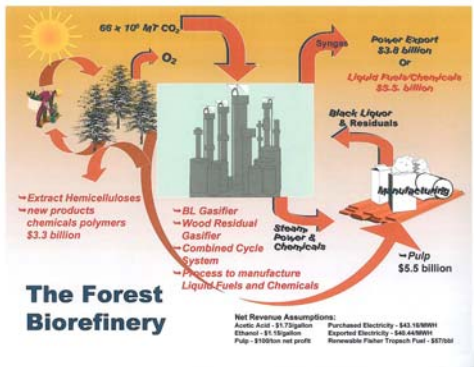 66 x 10⁶ MT CO₂
O₂
Syngas
Power Export
$3.8 billion
Or
Liquid Fuels/Chemicals
$5.5. billion
Black Liquor
& Residuals
Manufacturing
Steam,
Power &
Chemicals
Extract Hemicelluloses
new products
chemicals polymers
$3.3 billion
BL Gasifier
Wood Residual
Gasifier
Combined Cycle
System
Process to manufacture
Liquid Fuels and Chemicals
Pulp
$5.5 billion
The Forest
Biorefinery
Net Revenue Assumptions:
Acetic Acid - $1.73/gallon
Ethanol - $1.15/gallon
Pulp - $100/ton net profit
Purchased Electricity - $43.16/MWH
Exported Electricity - $40.44/MWH
Renewable Fisher Tropsch Fuel - $57/bbl